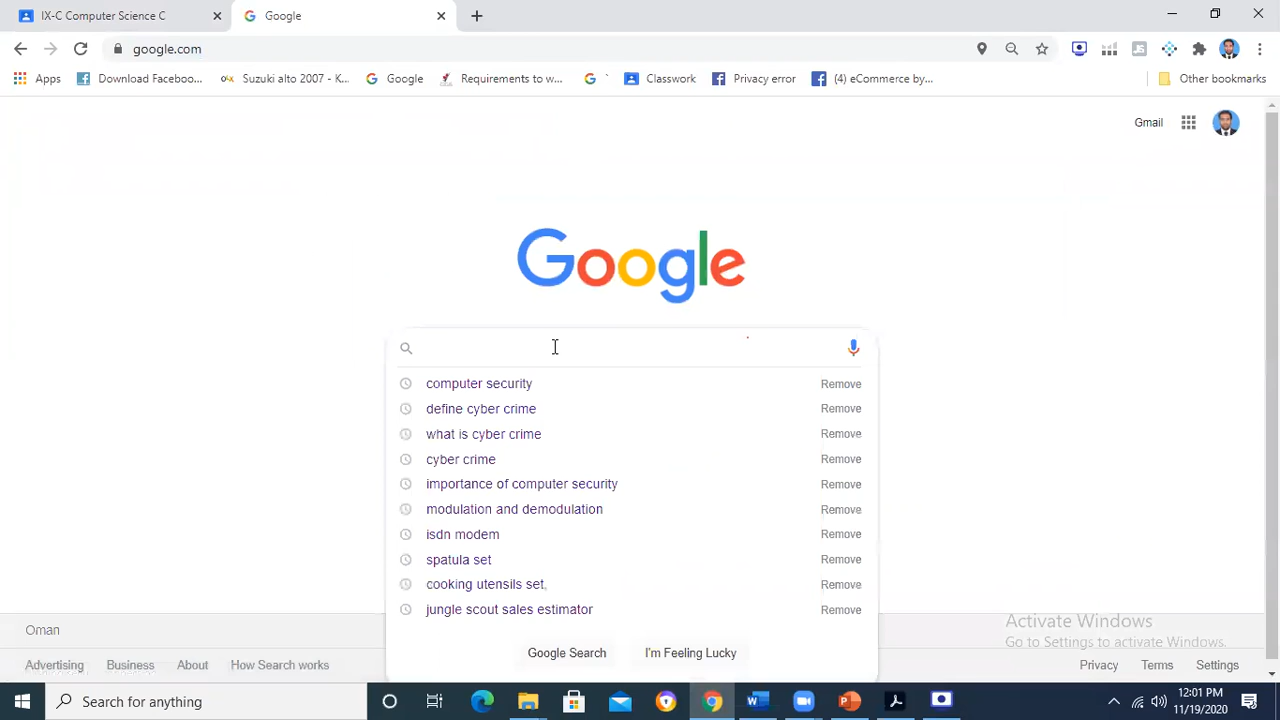 IX-C Computer Science C
Google
google.com
Apps
Download Faceboo...
Suzuki alto 2007 - K...
Google
Requirements to w...
Classwork
Privacy error
(4) eCommerce by...
Other bookmarks
Gmail
Google
computer security Remove
define cyber crime Remove
what is cyber crime Remove
cyber crime Remove
importance of computer security Remove
modulation and demodulation Remove
isdn modem Remove
spatula set Remove
cooking utensils set, Remove
jungle scout sales estimator Remove
Google Search
I'm Feeling Lucky
Oman
Activate Windows
Go to Settings to activate Windows.
Advertising
Business
About
How Search works
Privacy
Terms
Settings
Search for anything
12:01 PM
11/19/2020